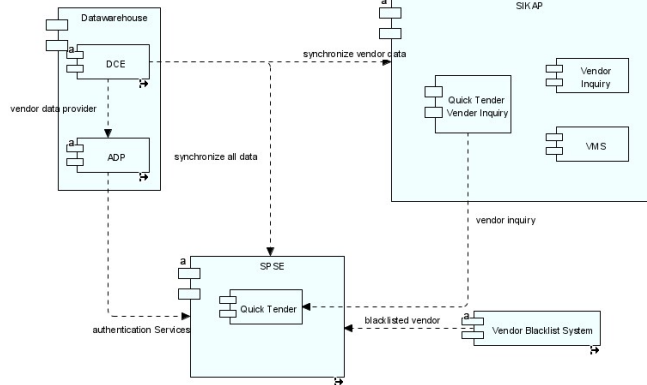 Datawarehouse
SIKAP
a
a
DCE
synchronize vendor data
Vendor
Inquiry
Quick Tender
Vender Inquiry
vendor data provider
a
ADP
synchronize all data
VMS
vendor inquiry
a
SPSE
Quick Tender
authentication Services
blacklisted vendor
a
Vendor Blacklist System